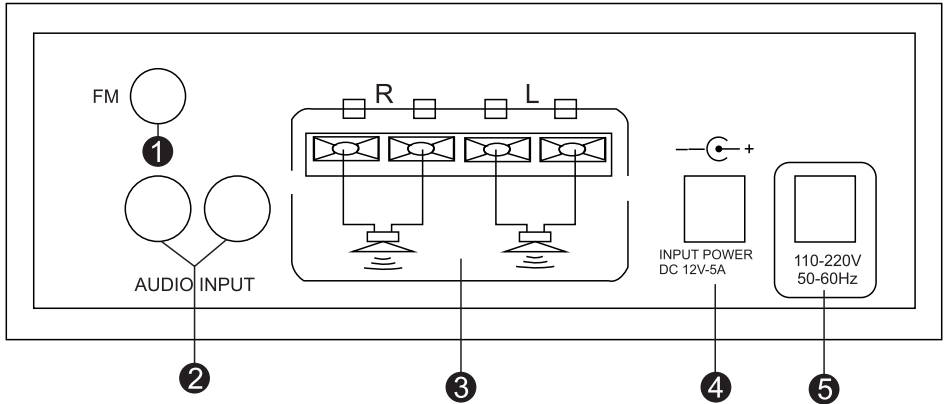 R L
FM
1
− +
AUDIO INPUT
INPUT POWER
DC 12V-5A
110-220V
50-60Hz
2
3
4
5